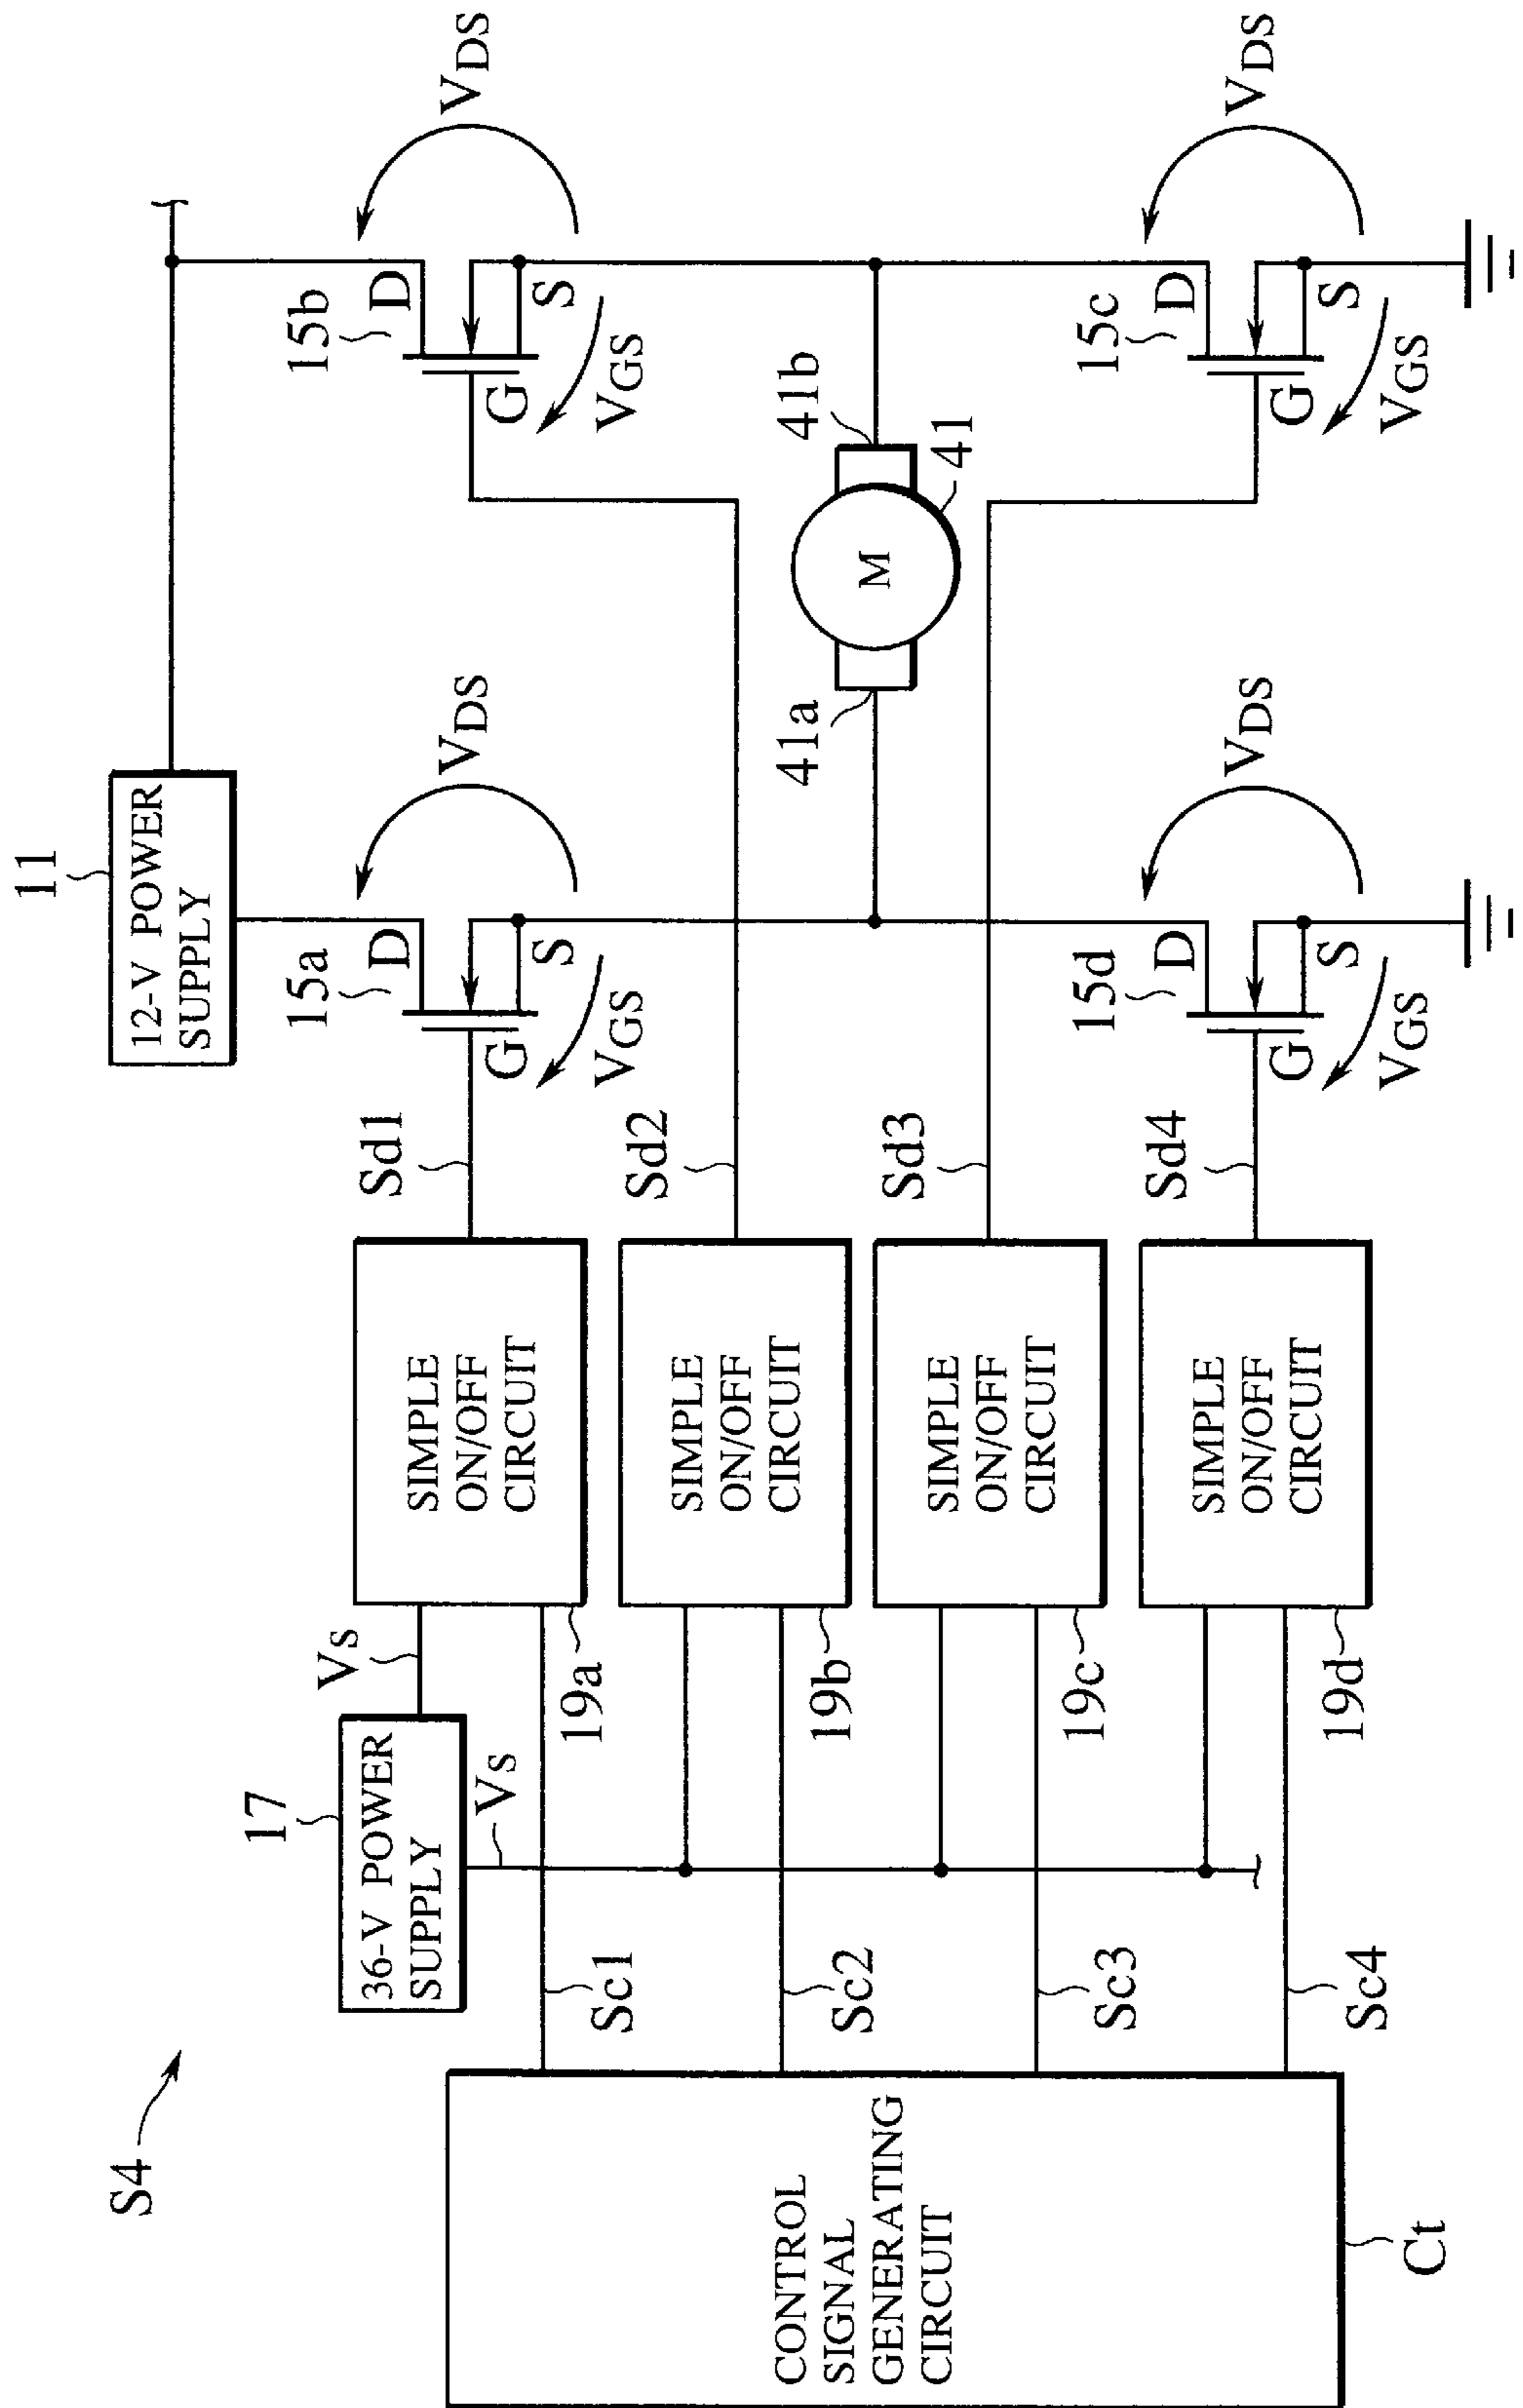 S4
11
12-V POWER
SUPPLY
17
36-V POWER
SUPPLY
Vs
Vs
CONTROL
SIGNAL
GENERATING
CIRCUIT
Ct
Sc1
Sc2
Sc3
Sc4
SIMPLE
ON/OFF
CIRCUIT
19a
SIMPLE
ON/OFF
CIRCUIT
19b
SIMPLE
ON/OFF
CIRCUIT
19c
SIMPLE
ON/OFF
CIRCUIT
19d
Sd1
Sd2
Sd3
Sd4
15a
D
G
S
VGS
VDS
15b
D
G
S
VGS
VDS
41a
M
41b
41
15d
D
G
S
VGS
VDS
15c
D
G
S
VGS
VDS